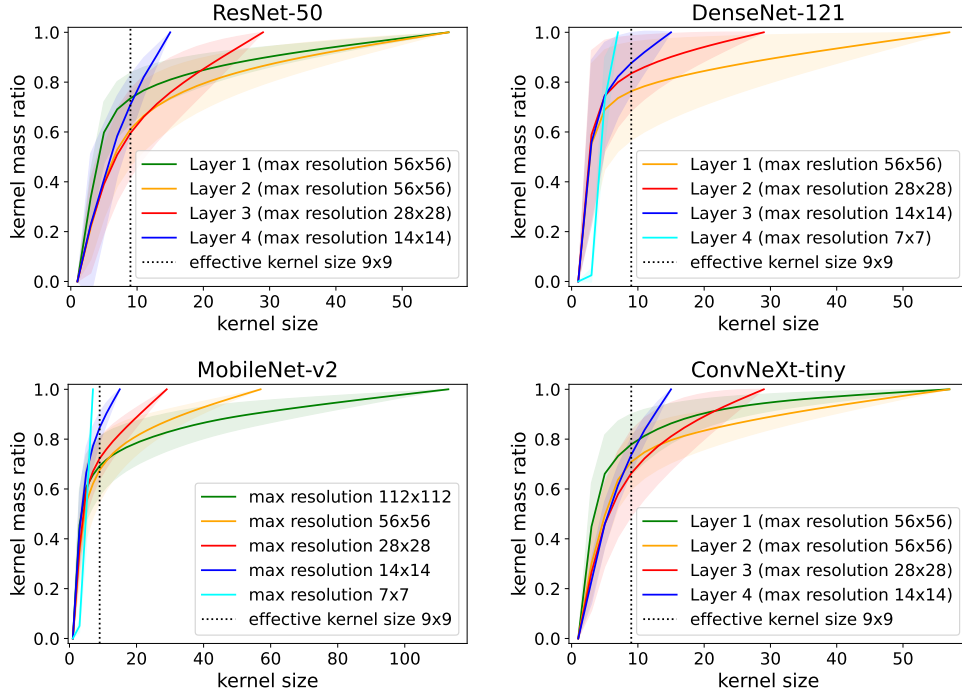 ResNet-50
1.0
0.8
0.6
0.4
0.2
0.0
kernel mass ratio
Layer 1 (max resolution 56x56)
Layer 2 (max resolution 56x56)
Layer 3 (max resolution 28x28)
Layer 4 (max resolution 14x14)
effective kernel size 9x9
0 10 20 30 40 50
kernel size
DenseNet-121
1.0
0.8
0.6
0.4
0.2
0.0
kernel mass ratio
Layer 1 (max reslution 56x56)
Layer 2 (max resolution 28x28)
Layer 3 (max resolution 14x14)
Layer 4 (max resolution 7x7)
effective kernel size 9x9
0 10 20 30 40 50
kernel size
MobileNet-v2
1.0
0.8
0.6
0.4
0.2
0.0
kernel mass ratio
max resolution 112x112
max resolution 56x56
max resolution 28x28
max resolution 14x14
max resolution 7x7
effective kernel size 9x9
0 20 40 60 80 100
kernel size
ConvNeXt-tiny
1.0
0.8
0.6
0.4
0.2
0.0
kernel mass ratio
Layer 1 (max resolution 56x56)
Layer 2 (max resolution 56x56)
Layer 3 (max resolution 28x28)
Layer 4 (max resolution 14x14)
effective kernel size 9x9
0 10 20 30 40 50
kernel size